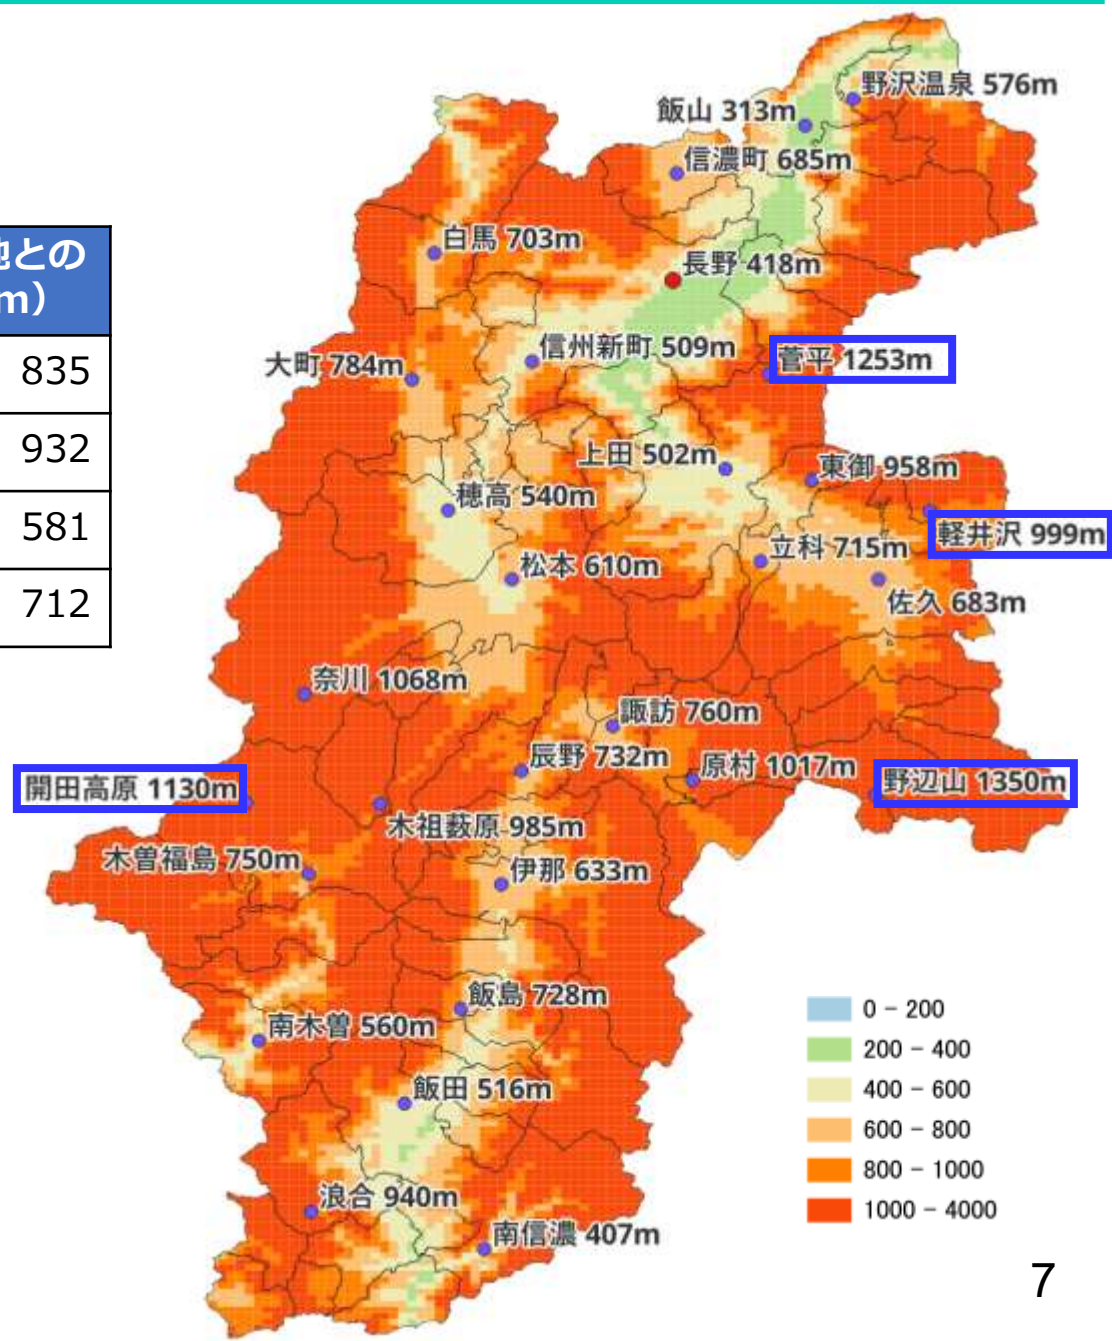 野沢温泉 576m
飯山 313m
信濃町 685m
白馬 703m
長野 418m
地との
m）
835
932
581
712
信州新町 509m
菅平 1253m
大町 784m
上田 502m
東御 958m
穂高 540m
軽井沢 999m
立科 715m
松本 610m
佐久 683m
奈川 1068m
諏訪 760m
辰野 732m
原村 1017m
開田高原 1130m
野辺山 1350m
木祖薮原 985m
木曽福島 750m
伊那 633m
飯島 728m
南木曽 560m
飯田 516m
浪合 940m
南信濃 407m
0 - 200
200 - 400
400 - 600
600 - 800
800 - 1000
1000 - 4000
7